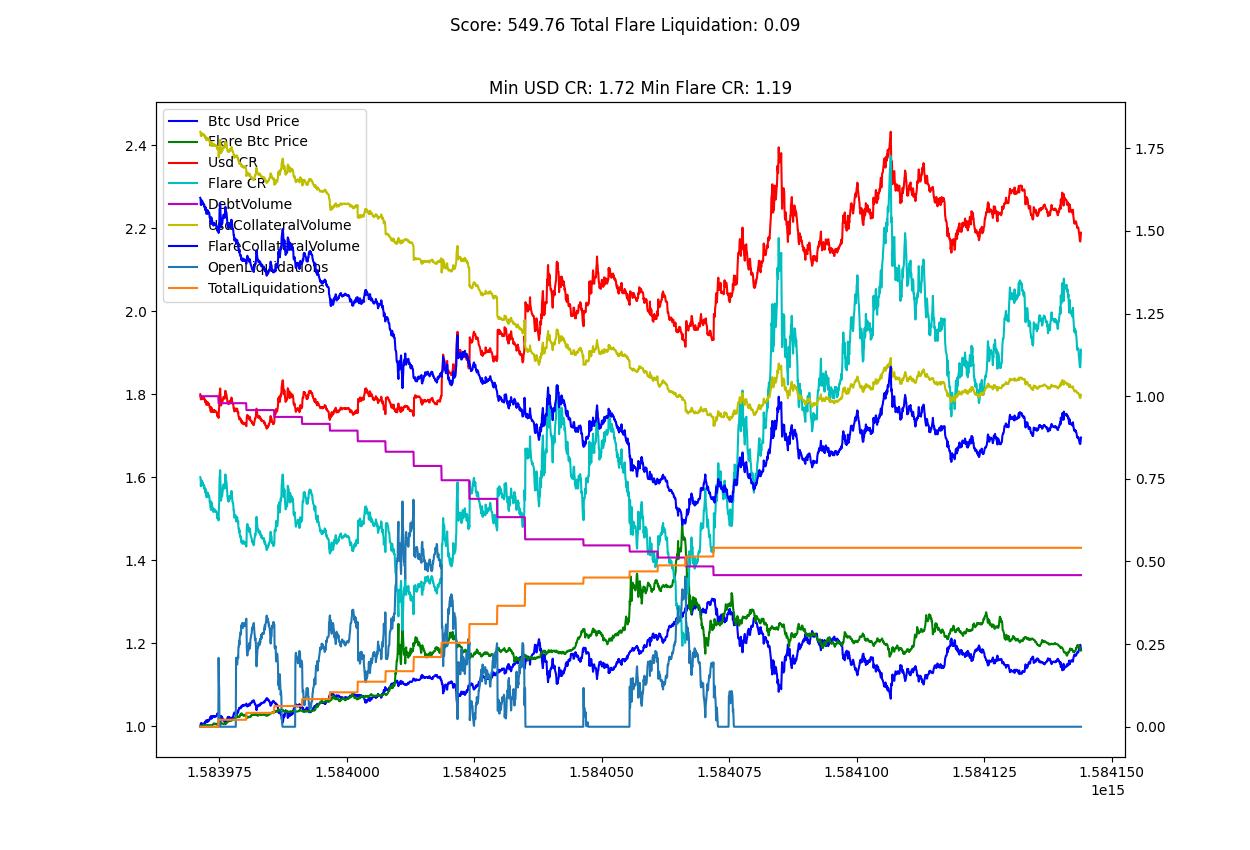 Score: 549.76 Total Flare Liquidation: 0.09
Min USD CR: 1.72 Min Flare CR: 1.19
Btc Usd Price
Flare Btc Price
Usd CR
Flare CR
DebtVolume
UsdCollateralVolume
FlareCollateralVolume
OpenLiquidations
TotalLiquidations
2.4
2.2
2.0
1.8
1.6
1.4
1.2
1.0
1.75
1.50
1.25
1.00
0.75
0.50
0.25
0.00
1.583975 1.584000 1.584025 1.584050 1.584075 1.584100 1.584125 1.584150
1e15